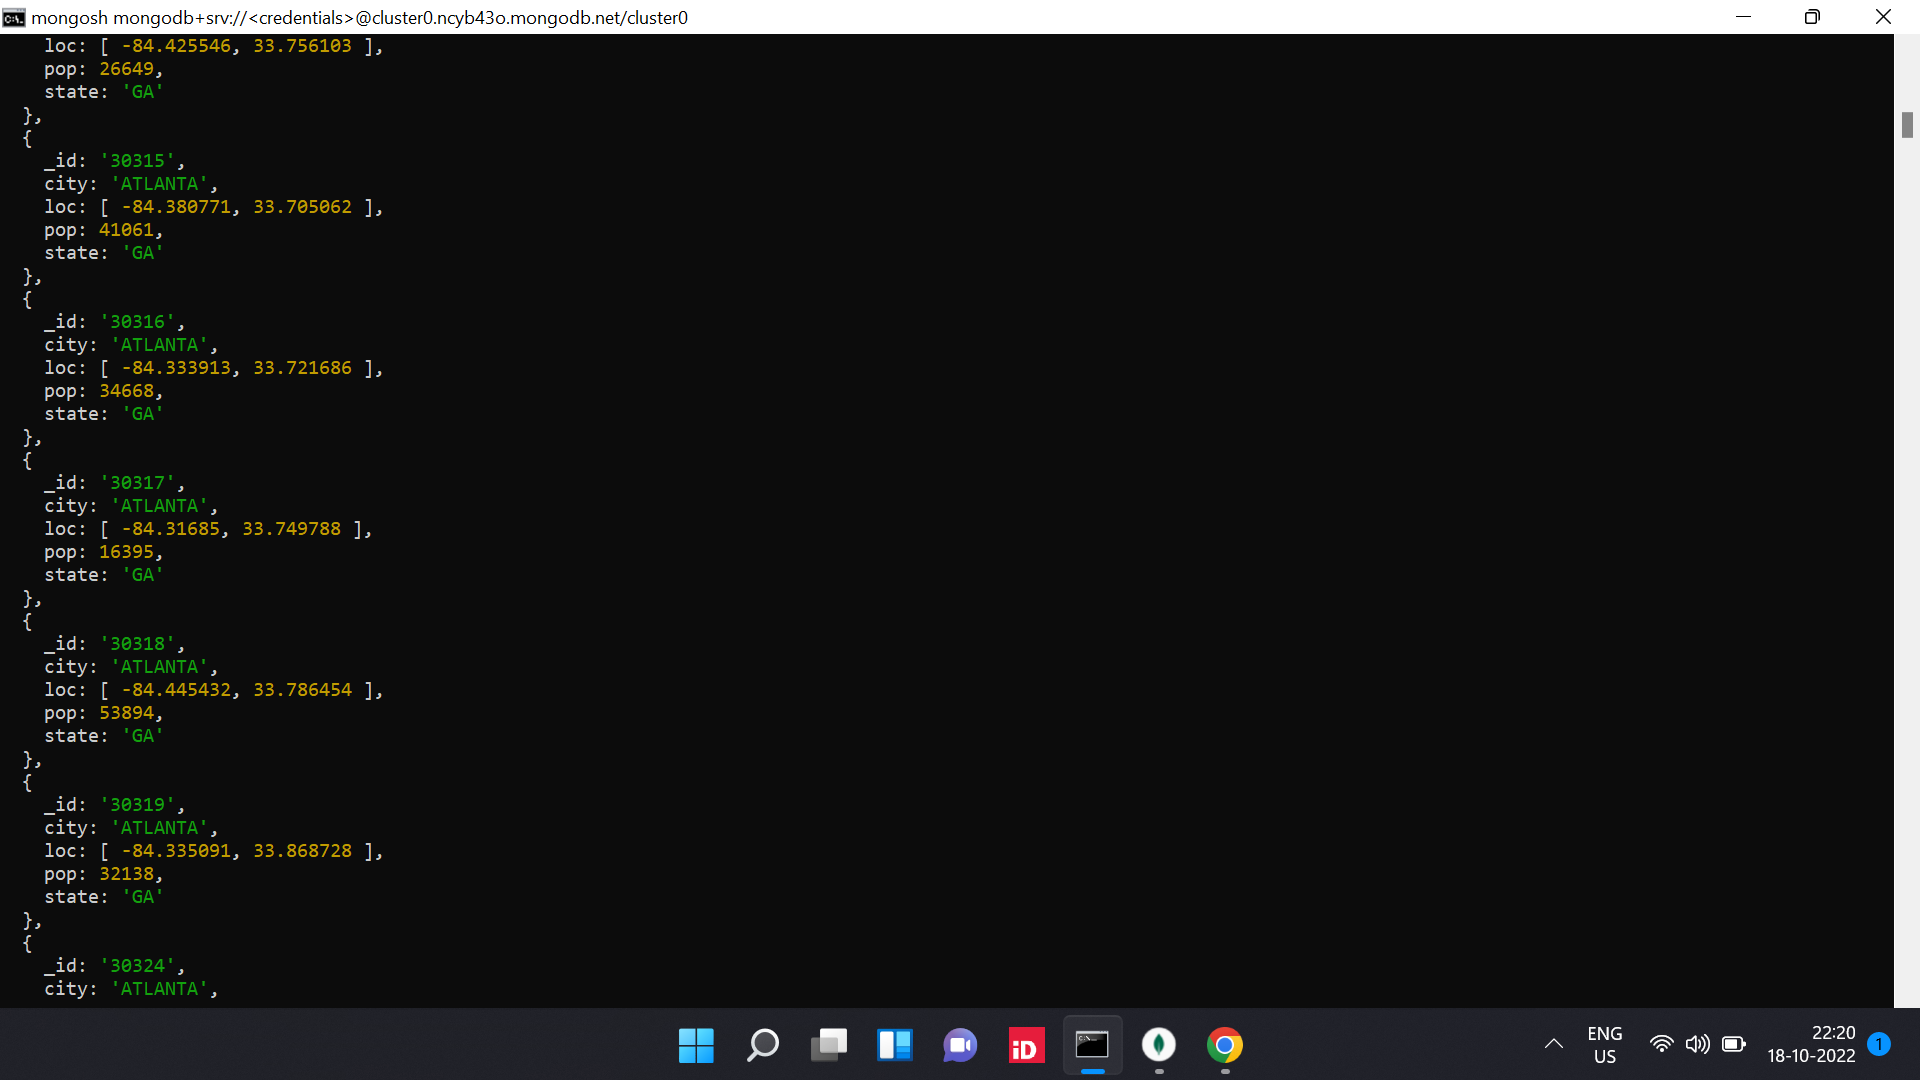 mongosh mongodb+srv://<credentials>@cluster0.ncyb43o.mongodb.net/cluster0
    loc: [ -84.425546, 33.756103 ],
    pop: 26649,
    state: 'GA'
  },
  {
    _id: '30315',
    city: 'ATLANTA',
    loc: [ -84.380771, 33.705062 ],
    pop: 41061,
    state: 'GA'
  },
  {
    _id: '30316',
    city: 'ATLANTA',
    loc: [ -84.333913, 33.721686 ],
    pop: 34668,
    state: 'GA'
  },
  {
    _id: '30317',
    city: 'ATLANTA',
    loc: [ -84.31685, 33.749788 ],
    pop: 16395,
    state: 'GA'
  },
  {
    _id: '30318',
    city: 'ATLANTA',
    loc: [ -84.445432, 33.786454 ],
    pop: 53894,
    state: 'GA'
  },
  {
    _id: '30319',
    city: 'ATLANTA',
    loc: [ -84.335091, 33.868728 ],
    pop: 32138,
    state: 'GA'
  },
  {
    _id: '30324',
    city: 'ATLANTA',
iD
ENG
US
22:20
18-10-2022
1